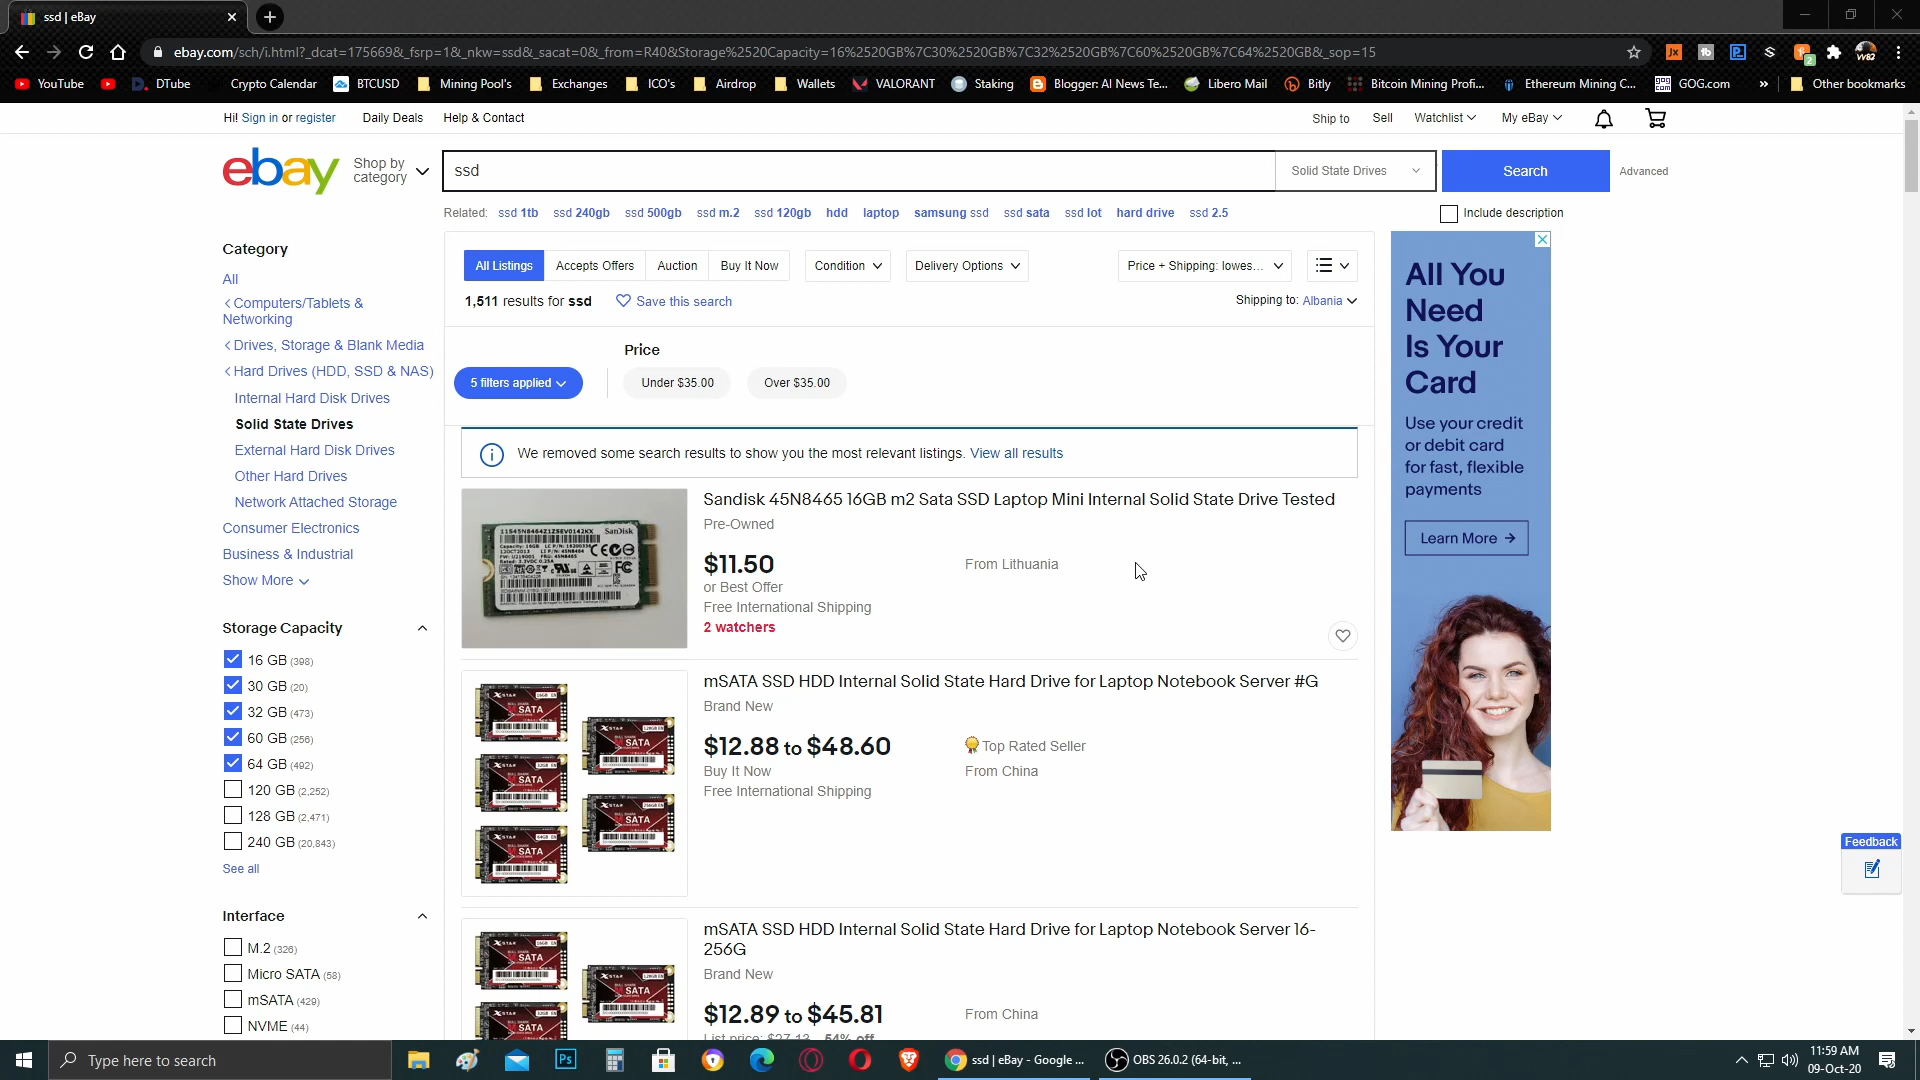 ssd | eBay
ebay.com/sch/i.html?_dcat=175669&_fsrp=1&_nkw=ssd&_sacat=0&_from=R40&Storage%2520Capacity=16%2520GB%7C30%2520GB%7C32%2520GB%7C60%2520GB%7C64%2520GB&_sop=15
YouTube DTube Crypto Calendar BTCUSD Mining Pool's Exchanges ICO's Airdrop Wallets VALORANT Staking Blogger: AI News Te... Libero Mail Bitly Bitcoin Mining Profi... Ethereum Mining C... GOG.com » Other bookmarks
Hi! Sign in or register Daily Deals Help & Contact Ship to Sell Watchlist My eBay
ebay Shop by category ssd Solid State Drives Search Advanced
Related: ssd 1tb ssd 240gb ssd 500gb ssd m.2 ssd 120gb hdd laptop samsung ssd ssd sata ssd lot hard drive ssd 2.5 Include description
Category
All
Computers/Tablets &
Networking
Drives, Storage & Blank Media
Hard Drives (HDD, SSD & NAS)
Internal Hard Disk Drives
Solid State Drives
External Hard Disk Drives
Other Hard Drives
Network Attached Storage
Consumer Electronics
Business & Industrial
Show More
Storage Capacity
16 GB (398)
30 GB (20)
32 GB (473)
60 GB (256)
64 GB (492)
120 GB (2,252)
128 GB (2,471)
240 GB (20,843)
See all
Interface
M.2 (326)
Micro SATA (58)
mSATA (429)
NVME (44)
All Listings Accepts Offers Auction Buy It Now Condition Delivery Options Price + Shipping: lowes...
1,511 results for ssd Save this search Shipping to: Albania
Price
5 filters applied Under $35.00 Over $35.00
We removed some search results to show you the most relevant listings. View all results
Sandisk 45N8465 16GB m2 Sata SSD Laptop Mini Internal Solid State Drive Tested
Pre-Owned
$11.50 From Lithuania
or Best Offer
Free International Shipping
2 watchers
SanDisk
mSATA SSD HDD Internal Solid State Hard Drive for Laptop Notebook Server #G
Brand New
$12.88 to $48.60 Top Rated Seller
Buy It Now From China
Free International Shipping
mSATA SSD HDD Internal Solid State Hard Drive for Laptop Notebook Server 16-
256G
Brand New
$12.89 to $45.81 From China
List price: $27.13 54% off
All You
Need
Is Your
Card
Use your credit
or debit card
for fast, flexible
payments
Learn More →
Feedback
Type here to search ssd | eBay - Google ... OBS 26.0.2 (64-bit, ...
11:59 AM
09-Oct-20